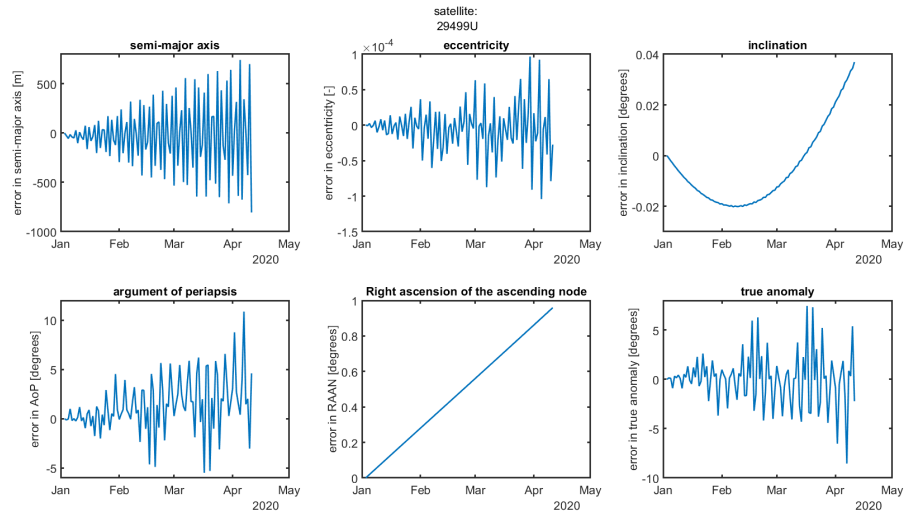 satellite:
29499U
semi-major axis
error in semi-major axis [m]
500
0
-500
-1000
Jan Feb Mar Apr May
2020
eccentricity
×10-4
error in eccentricity [-]
1
0.5
0
-0.5
-1
-1.5
Jan Feb Mar Apr May
2020
inclination
error in inclination [degrees]
0.04
0.02
0
-0.02
Jan Feb Mar Apr May
2020
argument of periapsis
error in AoP [degrees]
10
5
0
-5
Jan Feb Mar Apr May
2020
Right ascension of the ascending node
error in RAAN [degrees]
1
0.8
0.6
0.4
0.2
0
Jan Feb Mar Apr May
2020
true anomaly
error in true anomaly [degrees]
5
0
-5
-10
Jan Feb Mar Apr May
2020